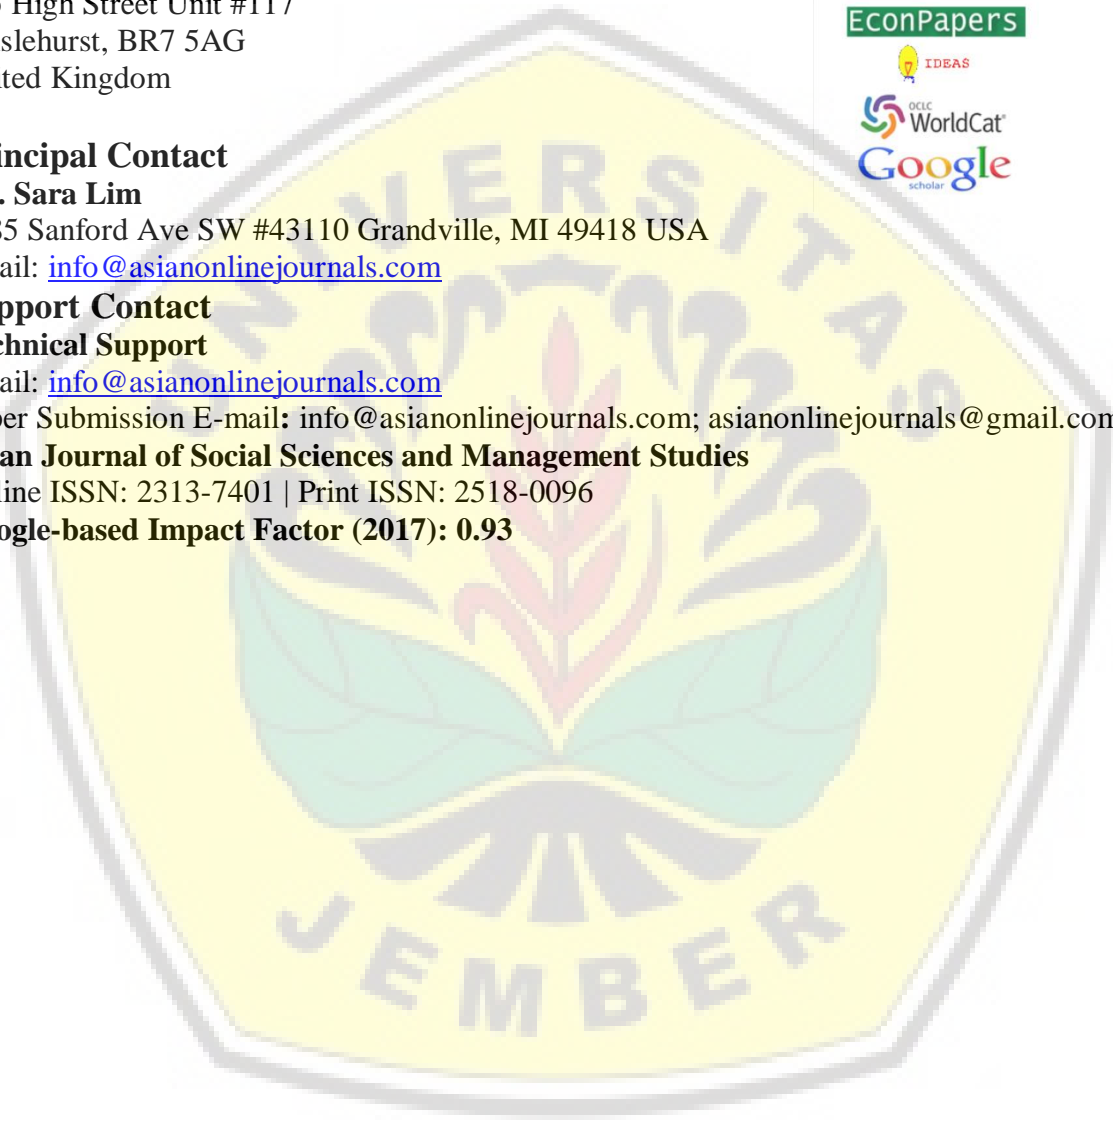 High Street Unit #117
slehurst, BR7 5AG
ted Kingdom
incipal Contact
. Sara Lim
35 Sanford Ave SW #43110 Grandville, MI 49418 USA
ail: info@asianonlinejournals.com
pport Contact
chnical Support
ail: info@asianonlinejournals.com
per Submission E-mail: info@asianonlinejournals.com; asianonlinejournals@gmail.com
an Journal of Social Sciences and Management Studies
line ISSN: 2313-7401 | Print ISSN: 2518-0096
ogle-based Impact Factor (2017): 0.93
EconPapers
IDEAS
OCLC
WorldCat
Google
scholar
UNIVERSITAS
JEMBER